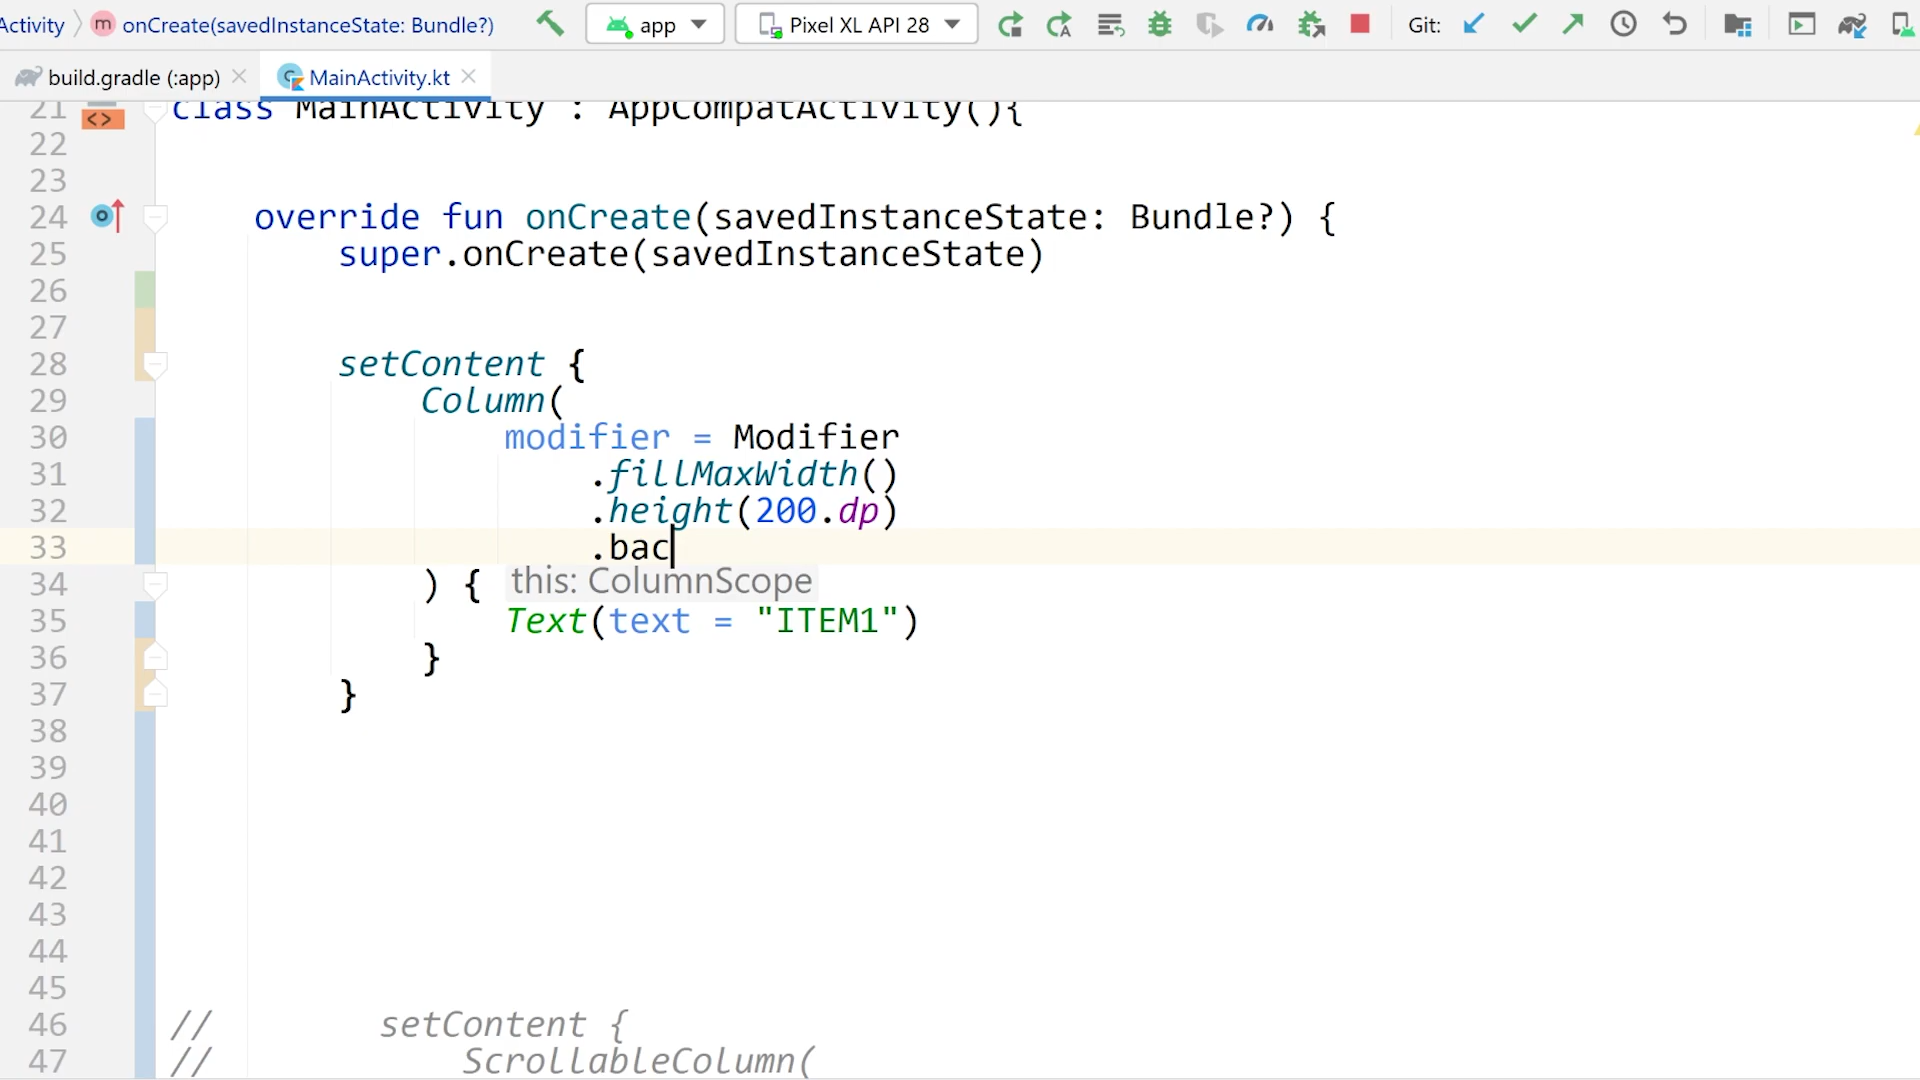 Activity onCreate(savedInstanceState: Bundle?) app Pixel XL API 28 Git:
build.gradle (:app) MainActivity.kt
21 class MainActivity : AppCompatActivity(){
22
23
24 override fun onCreate(savedInstanceState: Bundle?) {
25 super.onCreate(savedInstanceState)
26
27
28 setContent {
29 Column(
30 modifier = Modifier
31 .fillMaxWidth()
32 .height(200.dp)
33 .bac
34 ) { this: ColumnScope
35 Text(text = "ITEM1")
36 }
37 }
38
39
40
41
42
43
44
45
46 // setContent {
47 // ScrollableColumn(